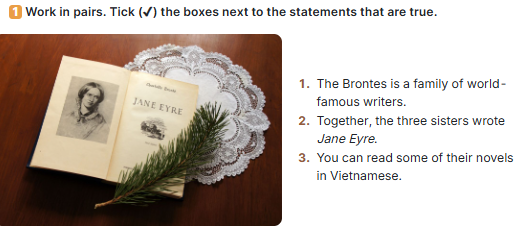 1 Work in pairs. Tick (✓) the boxes next to the statements that are true.
JANE EYRE
1. The Brontes is a family of world-
famous writers.
2. Together, the three sisters wrote
Jane Eyre.
3. You can read some of their novels
in Vietnamese.